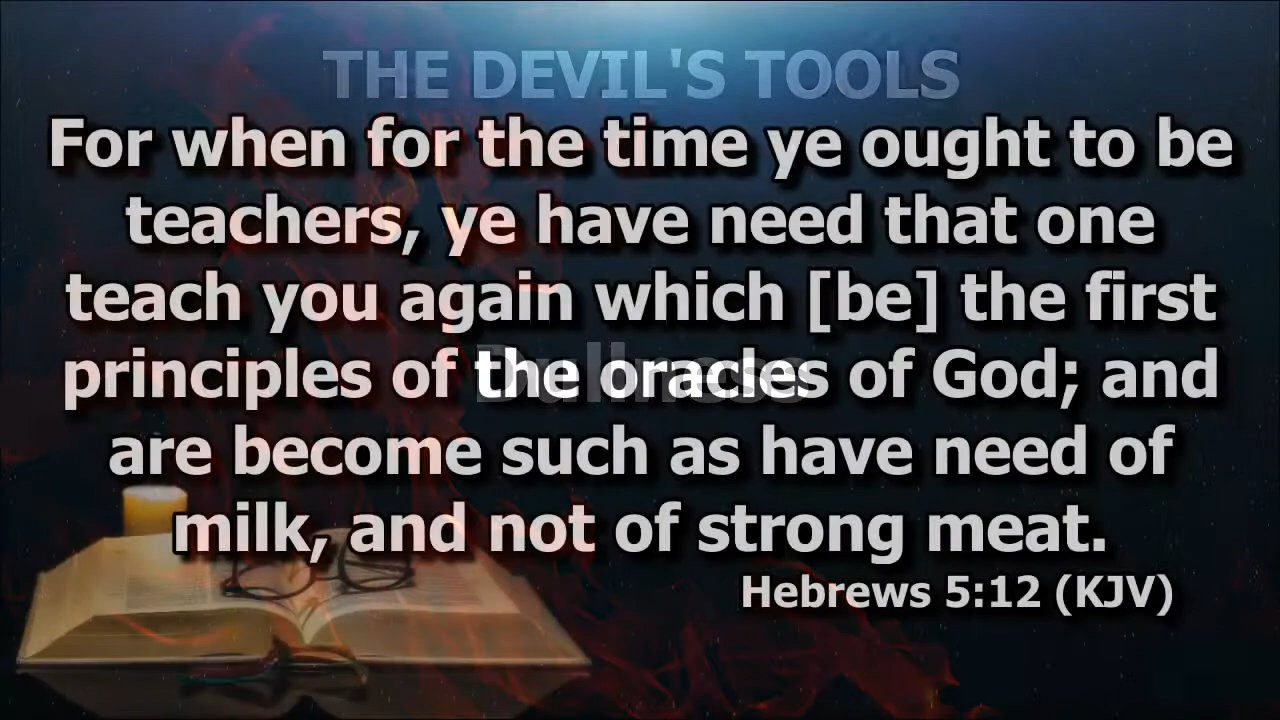 THE DEVIL'S TOOLS
For when for the time ye ought to be
teachers, ye have need that one
teach you again which [be] the first
principles of the oracles of God; and
Dullness
are become such as have need of
milk, and not of strong meat.
Hebrews 5:12 (KJV)